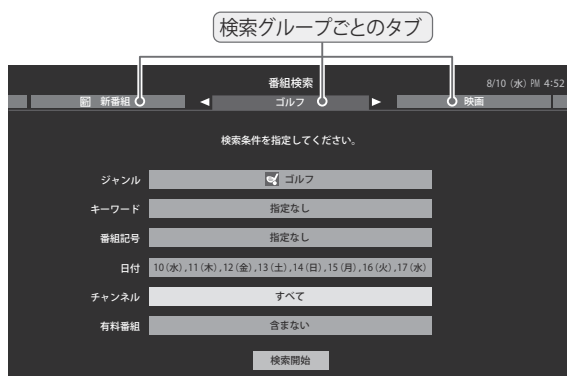 検索グループごとのタブ
番組検索
8/10 (水) PM 4:52
新 新番組
◀ ゴルフ ▶
映画
検索条件を指定してください。
ジャンル ゴルフ
キーワード 指定なし
番組記号 指定なし
日付 10(水),11(木),12(金),13(土),14(日),15(月),16(火),17(水)
チャンネル すべて
有料番組 含まない
検索開始